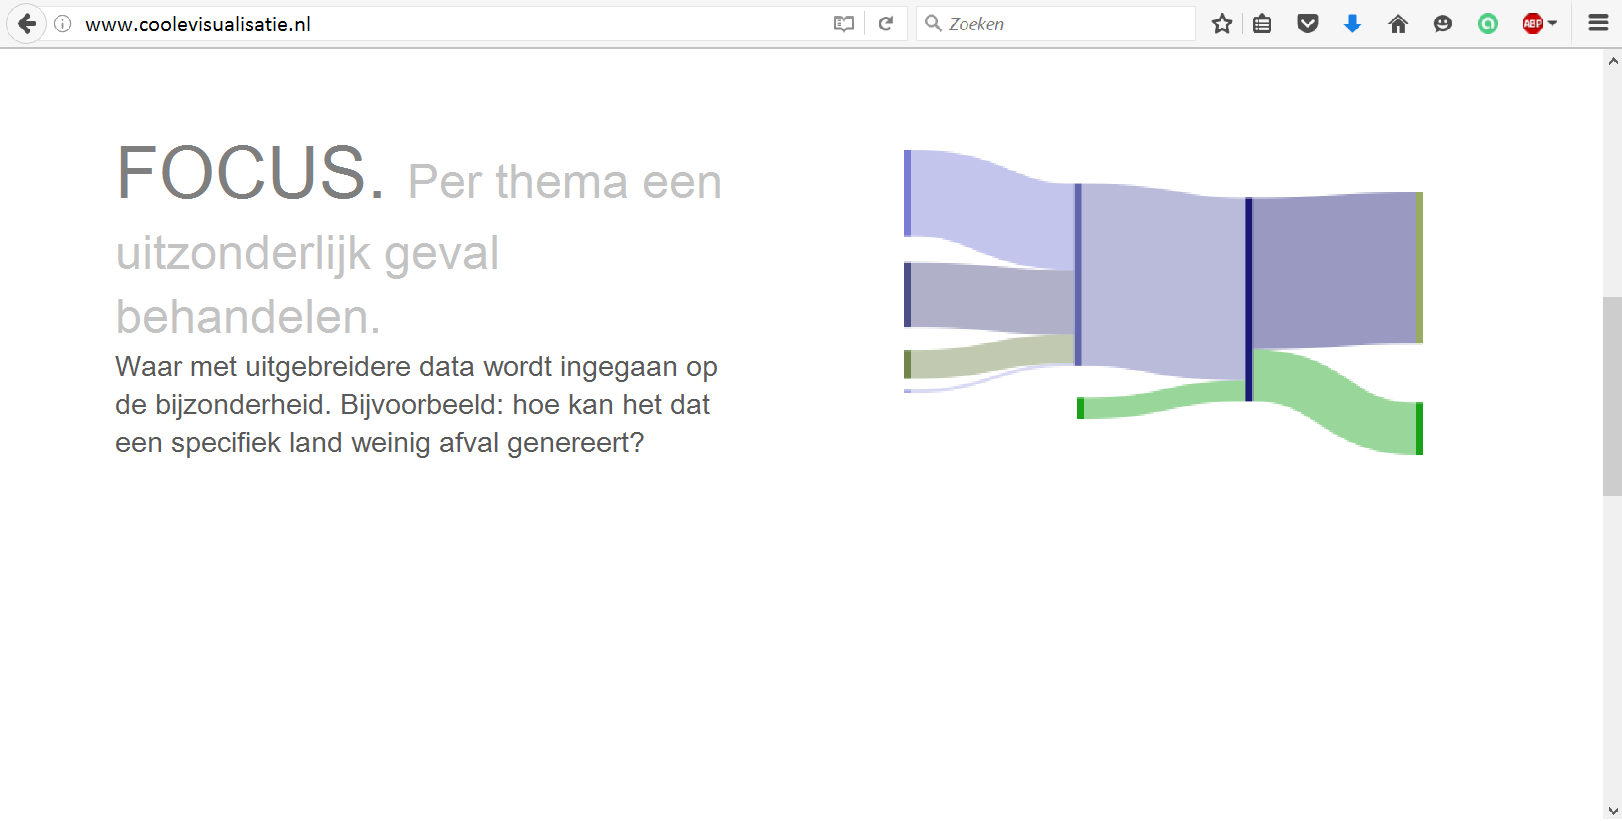 www.coolevisualisatie.nl
Zoeken
ABP
FOCUS. Per thema een
uitzonderlijk geval
behandelen.
Waar met uitgebreidere data wordt ingegaan op
de bijzonderheid. Bijvoorbeeld: hoe kan het dat
een specifiek land weinig afval genereert?